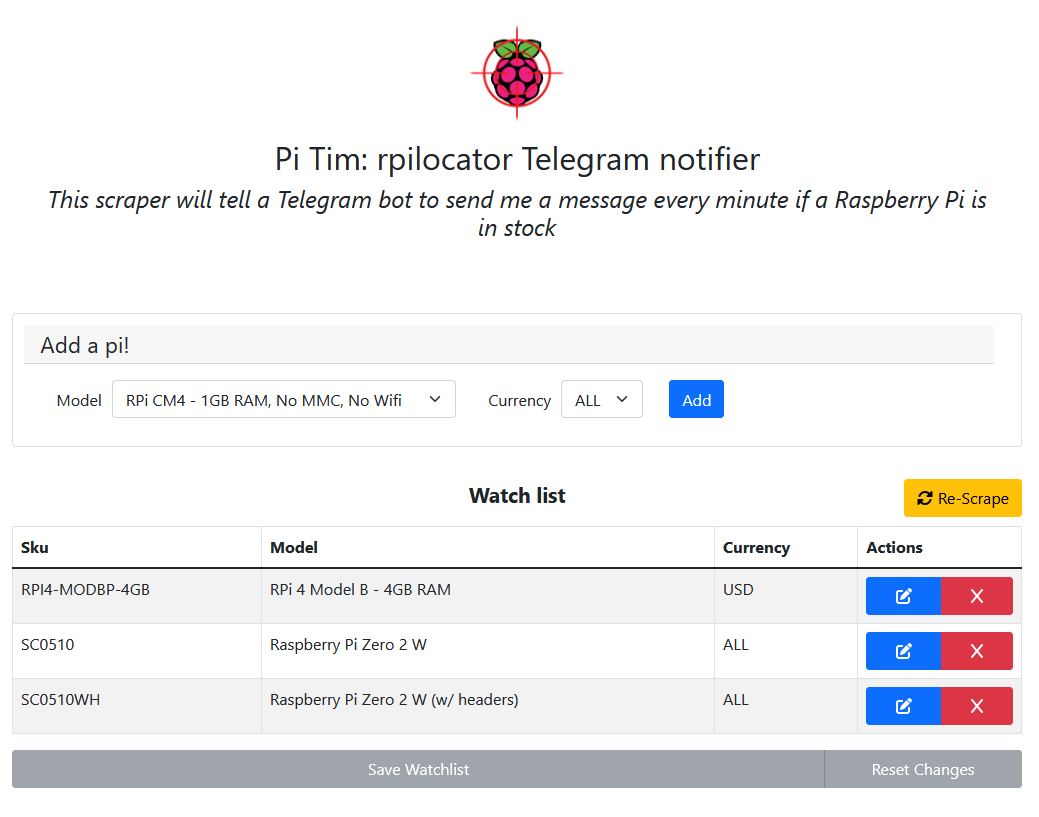 Pi Tim: rpilocator Telegram notifier
This scraper will tell a Telegram bot to send me a message every minute if a Raspberry Pi is
in stock
Add a pi!
Model RPi CM4 - 1GB RAM, No MMC, No Wifi Currency ALL Add
Watch list
Re-Scrape
Sku Model Currency Actions
RPI4-MODBP-4GB RPi 4 Model B - 4GB RAM USD
SC0510 Raspberry Pi Zero 2 W ALL
SC0510WH Raspberry Pi Zero 2 W (w/ headers) ALL
Save Watchlist Reset Changes